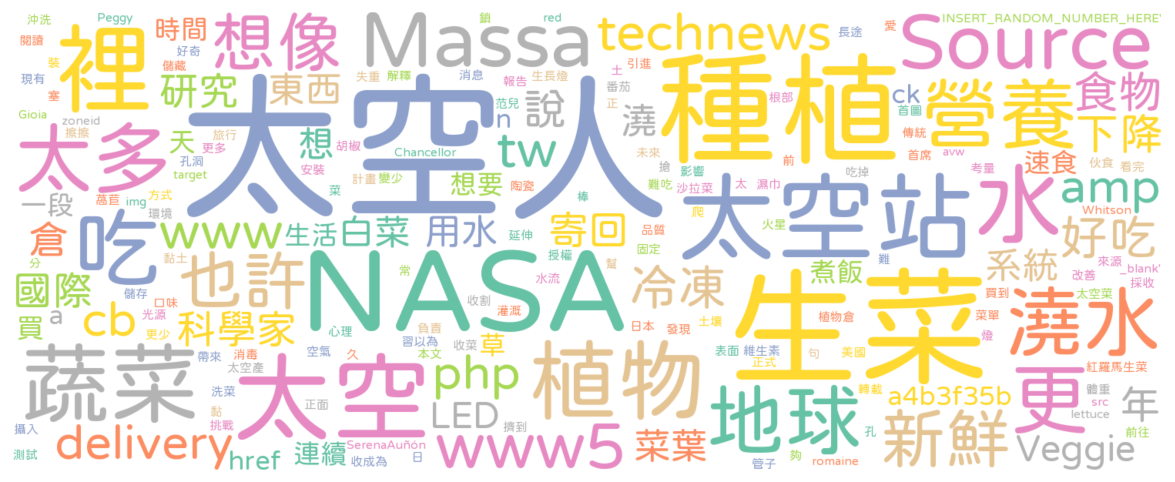 沖洗 Peggy 鎖 red 長途 愛 INSERT_RANDOM_NUMBER_HERE'
閱讀 裡 時間 好奇 想像 Massa technews Source
裝 儲藏 失重 解釋 消息 生長燈 土 引進
現有 塞 研究 東西 報告 番茄 種植 ck 首圖 營養 食物
Gioia zoneid 太空人 范兒 n 說 正 澆 根部 傳統 下降
擦擦 太多 天 旅行 更多 想 胡椒 Chancellor tw 未來 搶 影響 前 首席 avw 速食 伙食 看完
孔洞 target 安裝 計畫 變少 想要 陶瓷 難吃 沙拉菜 太 濕巾 吃掉 考量
一段 萵苣 img 方式 菜 棒 爬 太空站 水 amp Whitson
倉 吃 環境 www 生活 白菜 用水 延伸 寄回 授權 品質 固定 火星 難 好吃
分 黏土 常 水流 幫 煮飯 系統 改善 來源 _blank'
國際 儲存 也許 NASA 冷凍 生菜 買到 太空菜 採收
買 a cb 口味 光源 收割 灌溉 菜單 澆水
更少 科學家 心理 負責 日本 發現 土壤 植物倉 燈
帶來 消毒 空氣 久 習以為 草 表面 維生素 句 美國
蔬菜 太空產 本文 收菜 植物 正式 紅羅馬生菜
洗菜 太空 正面 php 地球 轉載 更 體重
黏 LED a4b3f35b src 年
攝入 挑戰 lettuce 前往
delivery SerenaAuñón www5 擠到 菜葉 孔 新鮮 Veggie
測試 href 連續 收成為 日 管子 夠 romaine